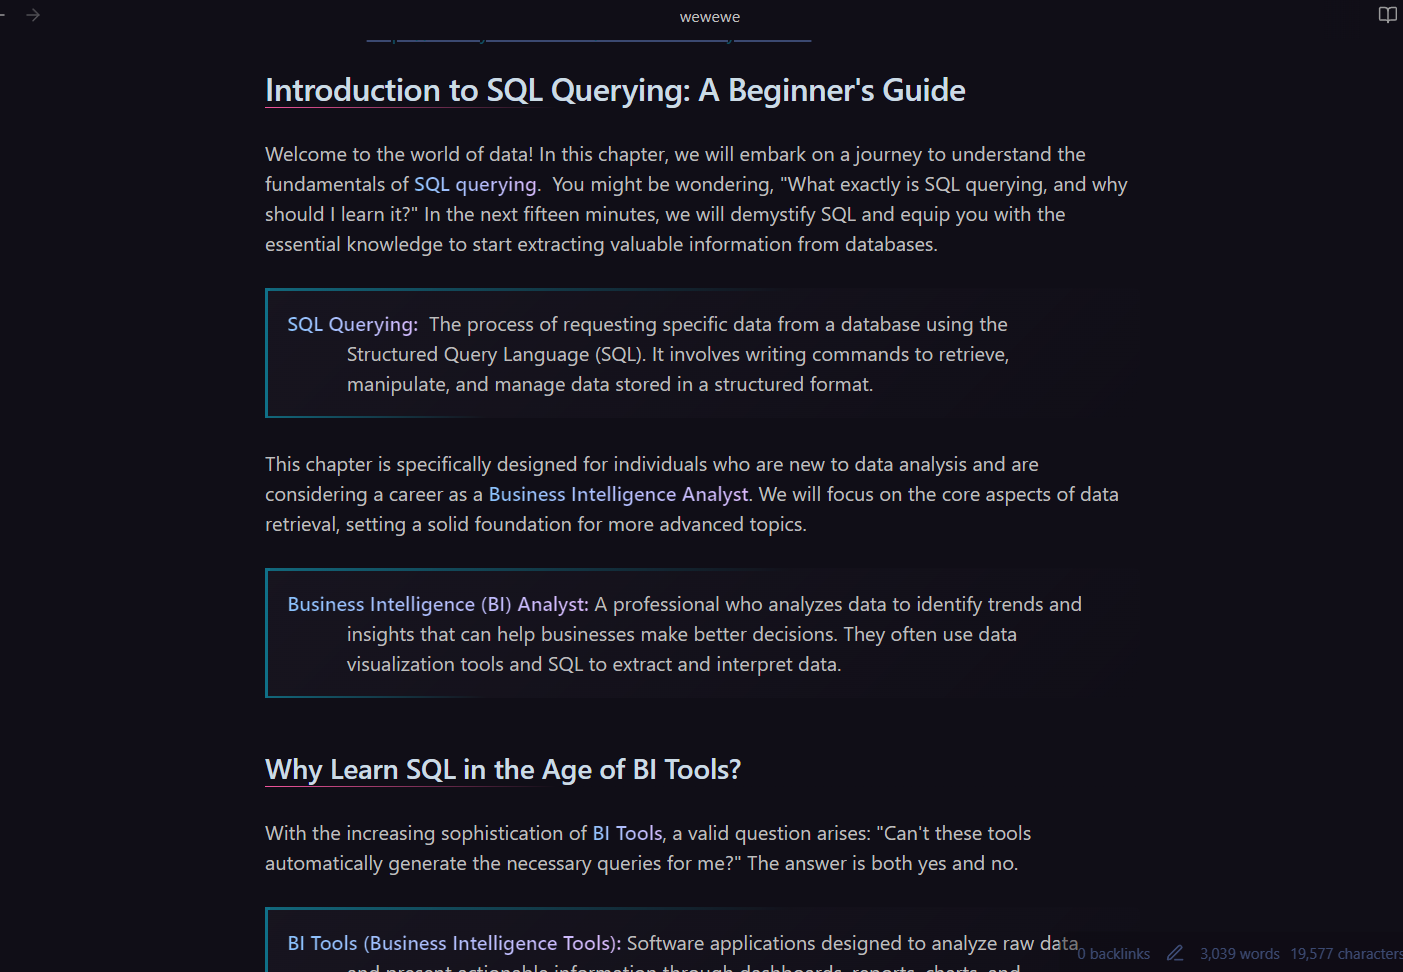 wewewe
Introduction to SQL Querying: A Beginner's Guide
Welcome to the world of data! In this chapter, we will embark on a journey to understand the
fundamentals of SQL querying.  You might be wondering, "What exactly is SQL querying, and why
should I learn it?" In the next fifteen minutes, we will demystify SQL and equip you with the
essential knowledge to start extracting valuable information from databases.
SQL Querying:  The process of requesting specific data from a database using the
Structured Query Language (SQL). It involves writing commands to retrieve,
manipulate, and manage data stored in a structured format.
This chapter is specifically designed for individuals who are new to data analysis and are
considering a career as a Business Intelligence Analyst. We will focus on the core aspects of data
retrieval, setting a solid foundation for more advanced topics.
Business Intelligence (BI) Analyst: A professional who analyzes data to identify trends and
insights that can help businesses make better decisions. They often use data
visualization tools and SQL to extract and interpret data.
Why Learn SQL in the Age of BI Tools?
With the increasing sophistication of BI Tools, a valid question arises: "Can't these tools
automatically generate the necessary queries for me?" The answer is both yes and no.
BI Tools (Business Intelligence Tools): Software applications designed to analyze raw data
and present actionable information through dashboards, reports, charts, and
0 backlinks 3,039 words 19,577 characters